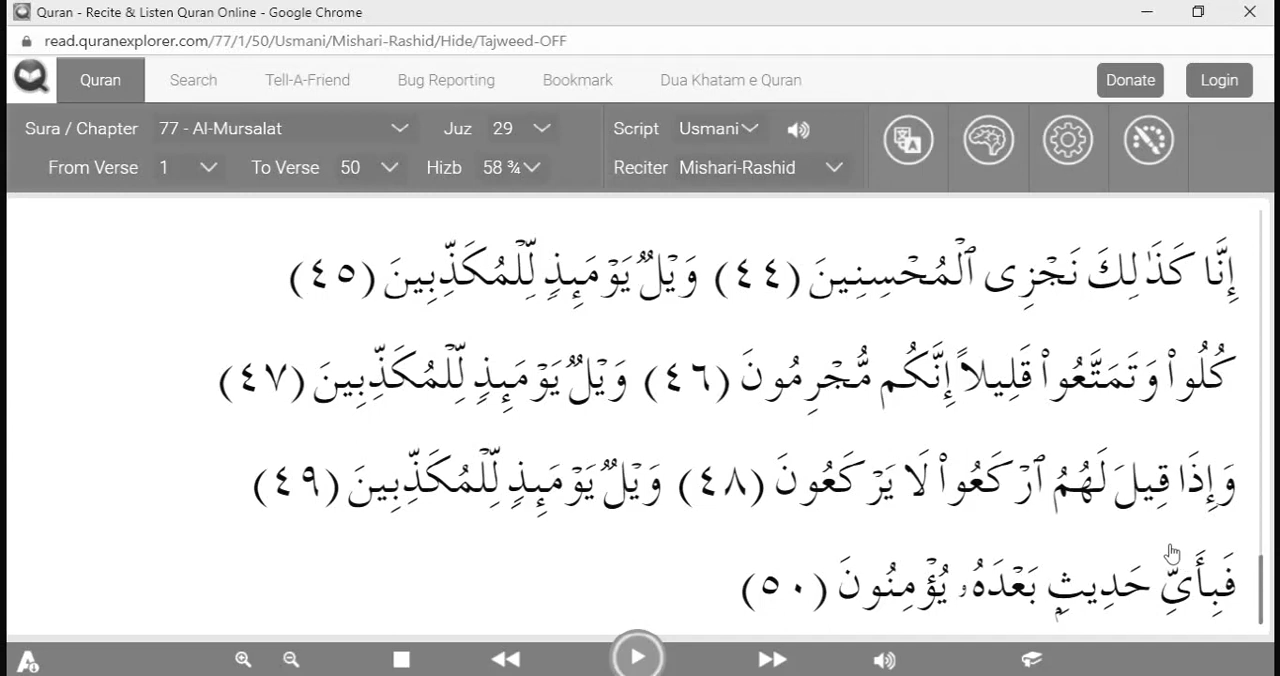 Quran - Recite & Listen Quran Online - Google Chrome
read.quranexplorer.com/77/1/50/Usmani/Mishari-Rashid/Hide/Tajweed-OFF
Quran Search Tell-A-Friend Bug Reporting Bookmark Dua Khatam e Quran Donate Login
Sura / Chapter 77 - Al-Mursalat Juz 29 Script Usmani
From Verse 1 To Verse 50 Hizb 58 ¾ Reciter Mishari-Rashid
إِنَّا كَذَٰلِكَ نَجْزِى ٱلْمُحْسِنِينَ (٤٤) وَيْلٌ يَوْمَئِذٍ لِّلْمُكَذِّبِينَ (٤٥)
كُلُوا۟ وَتَمَتَّعُوا۟ قَلِيلاً إِنَّكُم مُّجْرِمُونَ (٤٦) وَيْلٌ يَوْمَئِذٍ لِّلْمُكَذِّبِينَ (٤٧)
وَإِذَا قِيلَ لَهُمُ ٱرْكَعُوا۟ لَا يَرْكَعُونَ (٤٨) وَيْلٌ يَوْمَئِذٍ لِّلْمُكَذِّبِينَ (٤٩)
فَبِأَىِّ حَدِيثٍۭ بَعْدَهُۥ يُؤْمِنُونَ (٥٠)